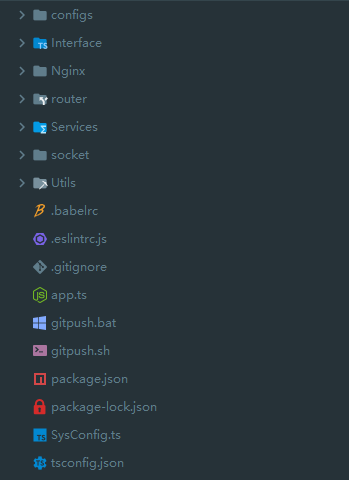 configs
Interface
Nginx
router
Services
socket
Utils
.babelrc
.eslintrc.js
.gitignore
app.ts
gitpush.bat
gitpush.sh
package.json
package-lock.json
SysConfig.ts
tsconfig.json